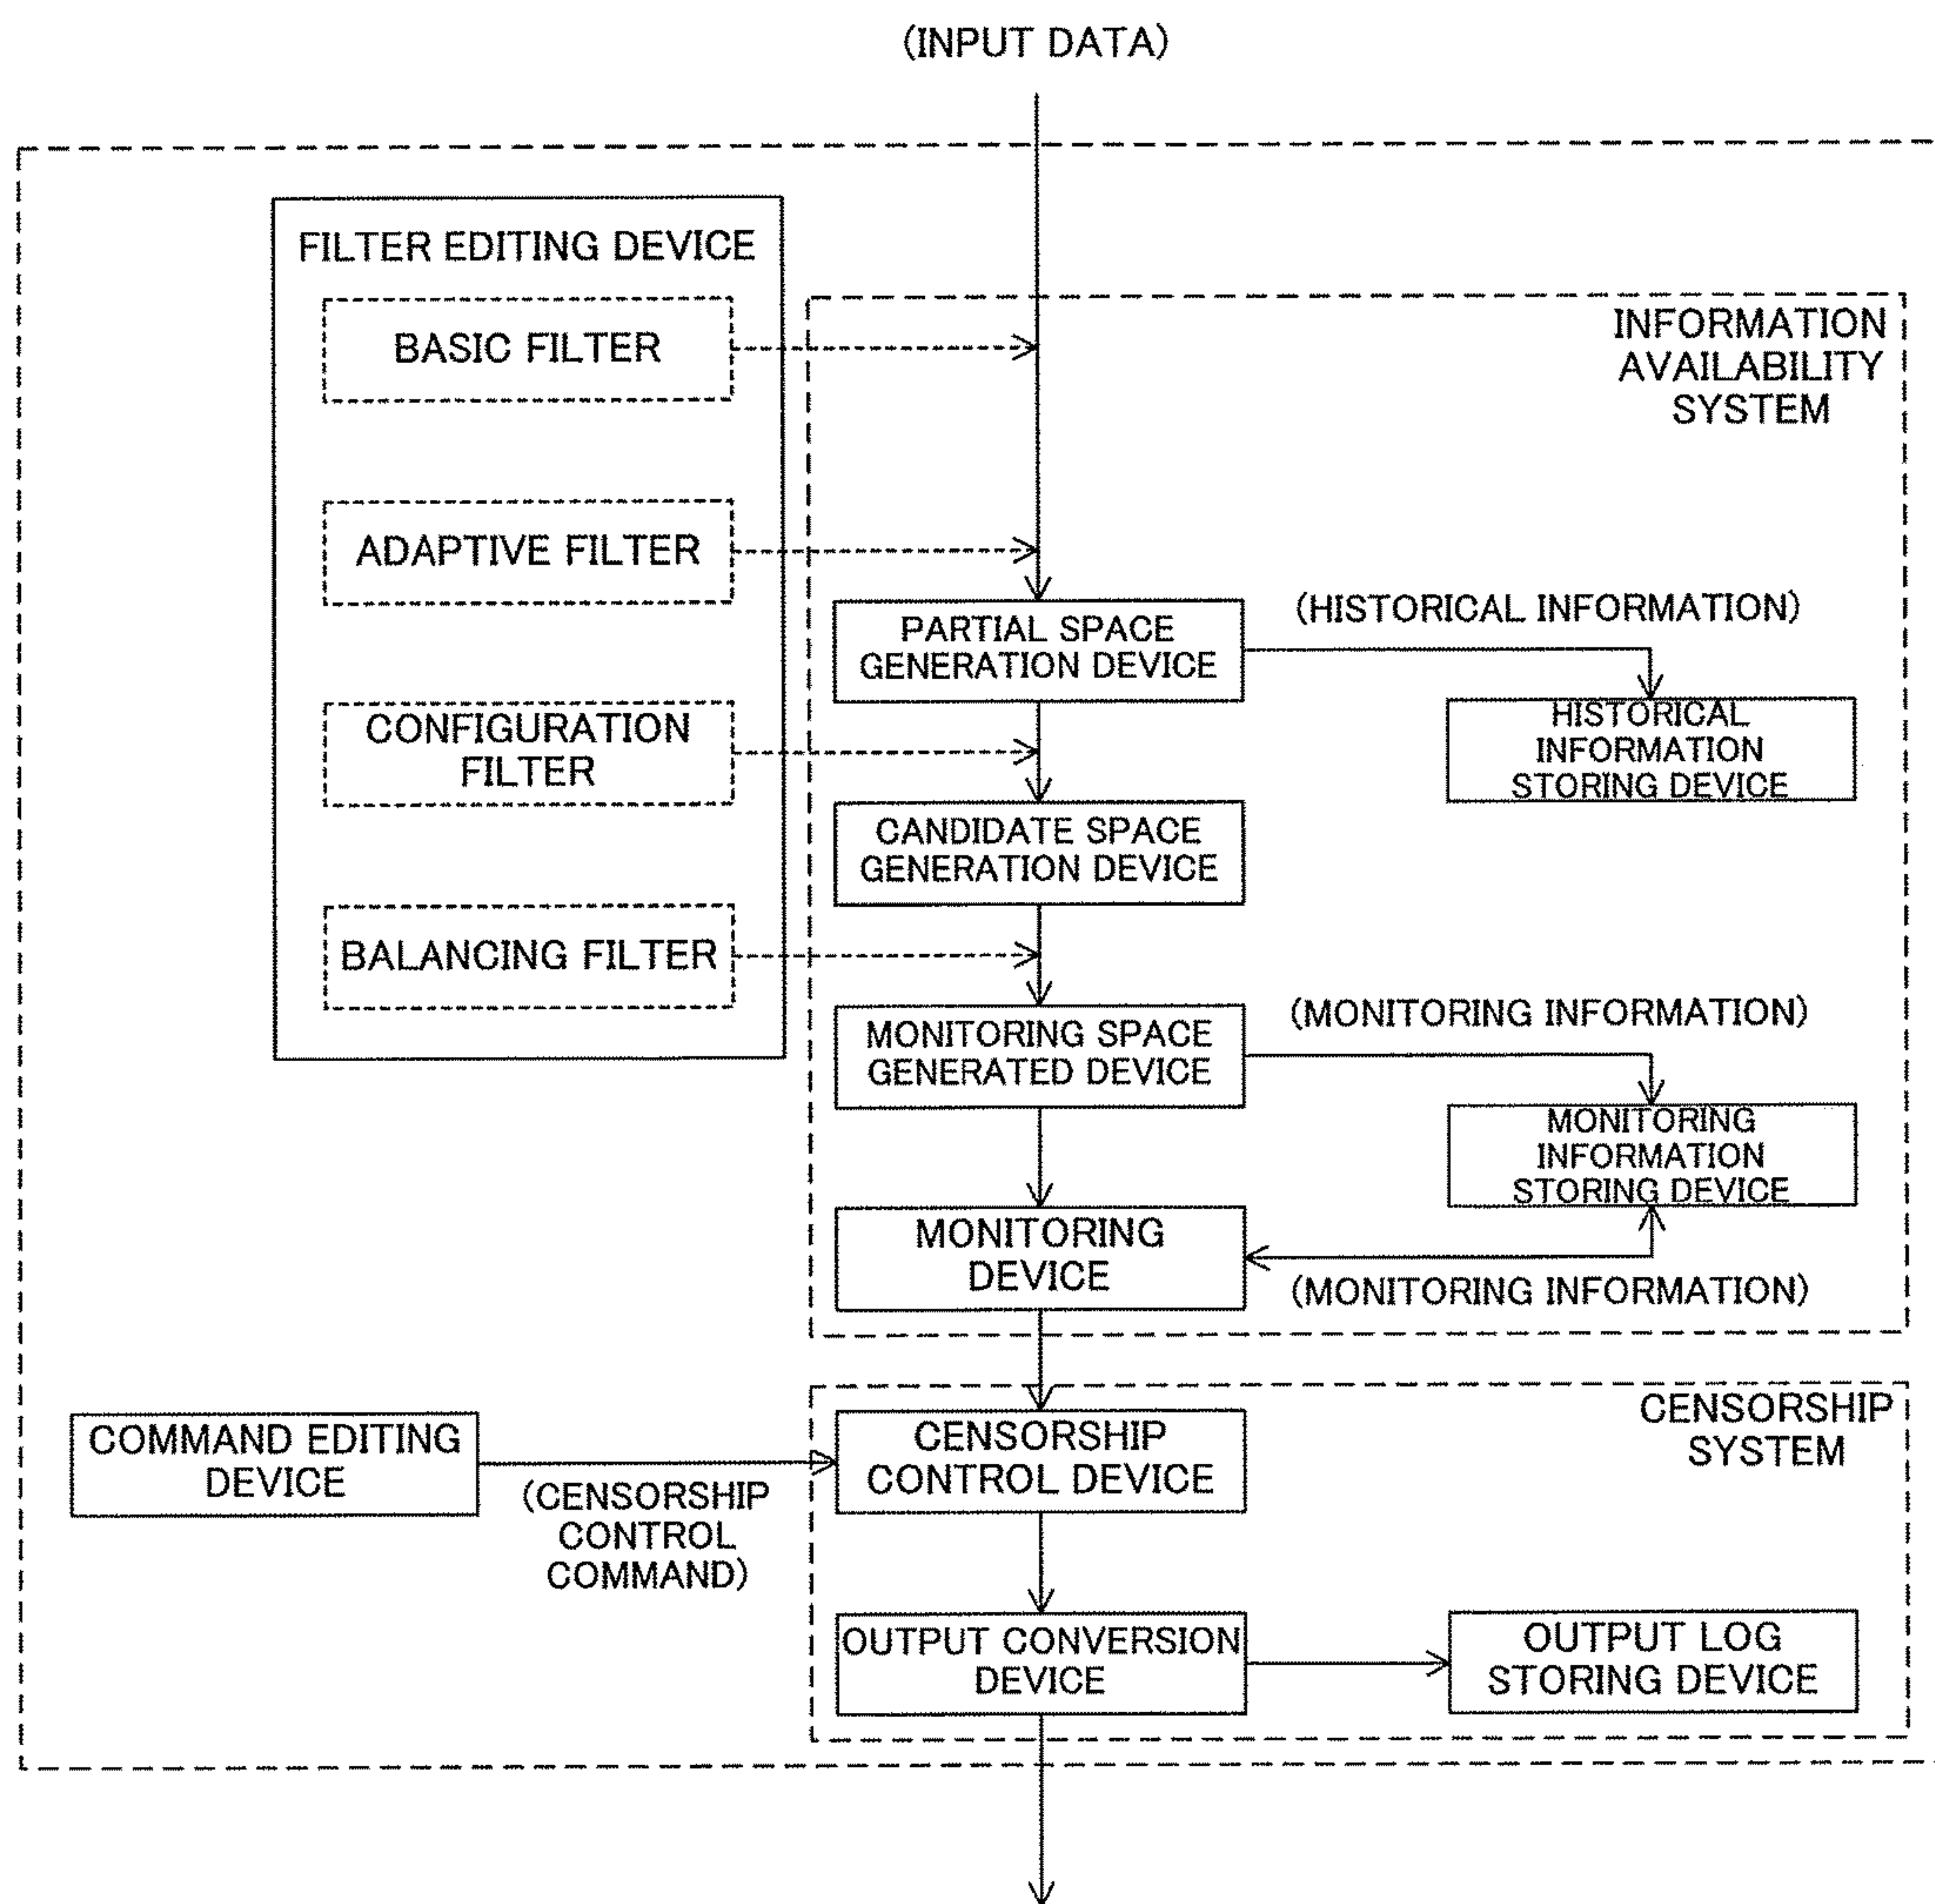 (INPUT DATA)
FILTER EDITING DEVICE
BASIC FILTER
INFORMATION
AVAILABILITY
SYSTEM
ADAPTIVE FILTER
PARTIAL SPACE
GENERATION DEVICE
(HISTORICAL INFORMATION)
HISTORICAL
INFORMATION
STORING DEVICE
CONFIGURATION
FILTER
CANDIDATE SPACE
GENERATION DEVICE
BALANCING FILTER
MONITORING SPACE
GENERATED DEVICE
(MONITORING INFORMATION)
MONITORING
INFORMATION
STORING DEVICE
MONITORING
DEVICE
(MONITORING INFORMATION)
CENSORSHIP
SYSTEM
COMMAND EDITING
DEVICE
(CENSORSHIP
CONTROL
COMMAND)
CENSORSHIP
CONTROL DEVICE
OUTPUT CONVERSION
DEVICE
OUTPUT LOG
STORING DEVICE